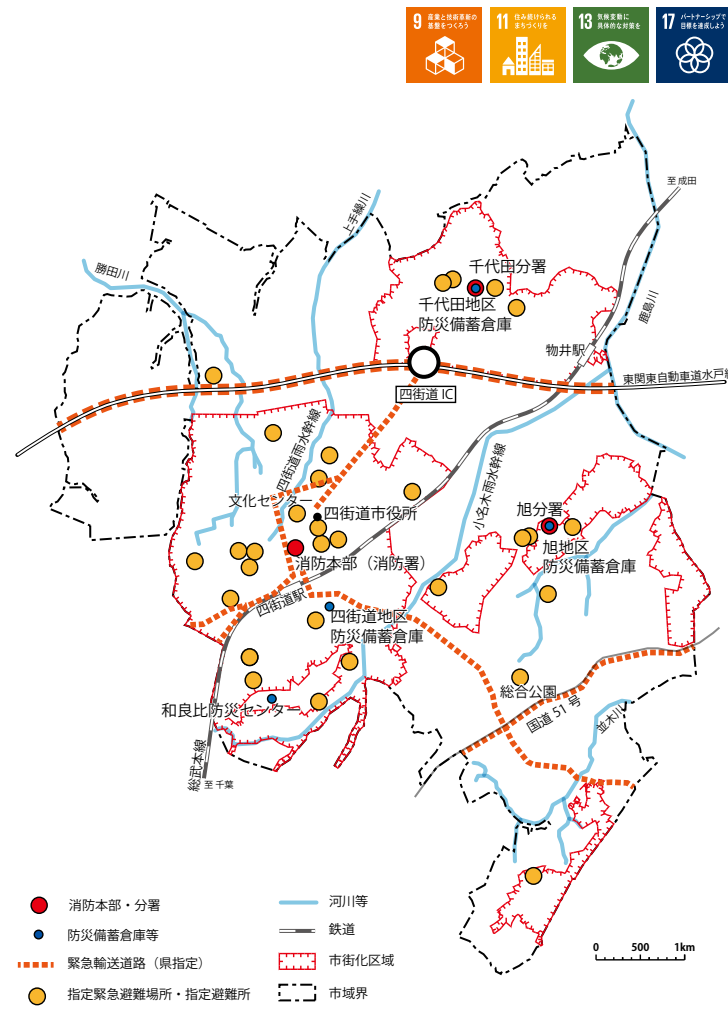 9 産業と技術革新の
基盤をつくろう
11 住み続けられる
まちづくりを
13 気候変動に
具体的な対策を
17 パートナーシップで
目標を達成しよう
至 成田
上手繰川
勝田川
千代田分署
千代田地区
防災備蓄倉庫
鹿島川
物井駅
東関東自動車道水戸線
四街道 IC
四街道雨水幹線
小名木雨水幹線
文化センター
四街道市役所
旭分署
旭地区
防災備蓄倉庫
消防本部（消防署）
四街道駅
四街道地区
防災備蓄倉庫
総合公園
国道 51 号
並木川
和良比防災センター
総武本線
至 千葉
消防本部・分署
防災備蓄倉庫等
緊急輸送道路（県指定）
指定緊急避難場所・指定避難所
河川等
鉄道
市街化区域
市域界
0 500 1km